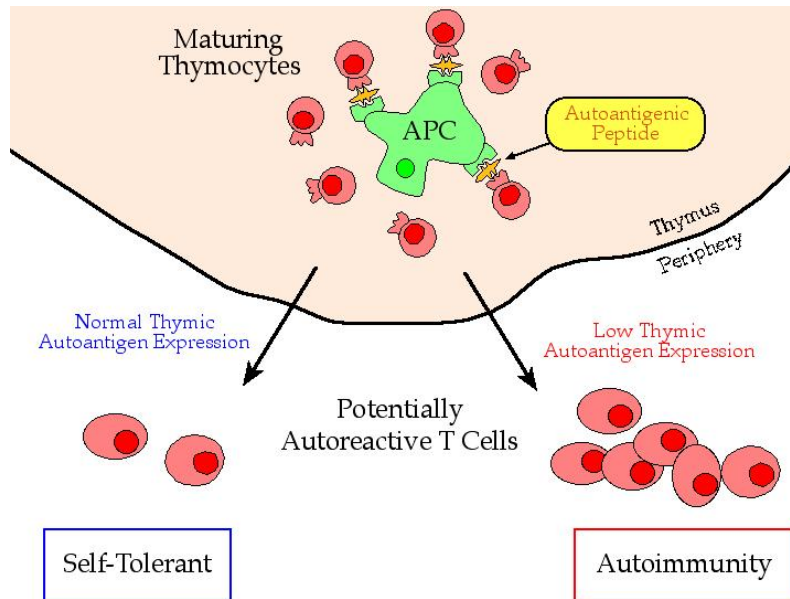 Maturing
Thymocytes
APC
Autoantigenic
Peptide
Thymus
Periphery
Normal Thymic
Autoantigen Expression
Low Thymic
Autoantigen Expression
Potentially
Autoreactive T Cells
Self-Tolerant
Autoimmunity